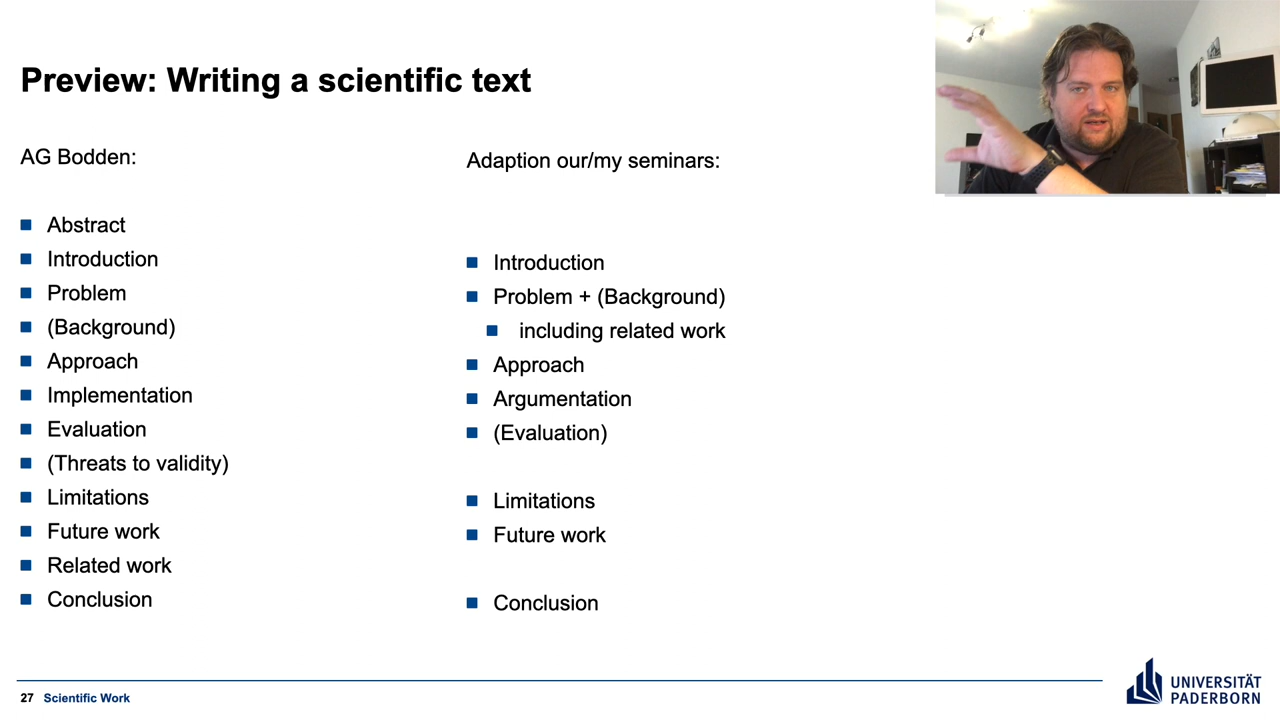 Preview: Writing a scientific text
AG Bodden:
Abstract
Introduction
Problem
(Background)
Approach
Implementation
Evaluation
(Threats to validity)
Limitations
Future work
Related work
Conclusion
Adaption our/my seminars:
Introduction
Problem + (Background)
including related work
Approach
Argumentation
(Evaluation)
Limitations
Future work
Conclusion
27 Scientific Work
UNIVERSITÄT
PADERBORN